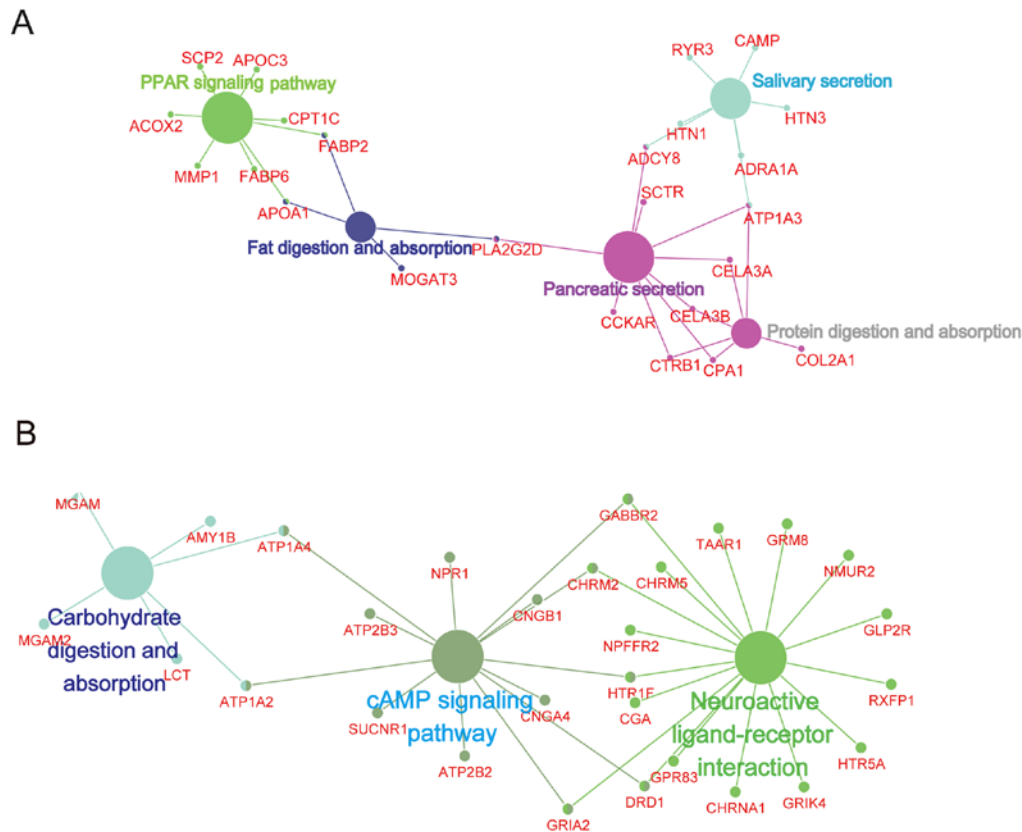 A
SCP2
APOC3
PPAR signaling pathway
ACOX2
CPT1C
FABP2
MMP1
FABP6
APOA1
Fat digestion and absorption
PLA2G2D
MOGAT3
RYR3
CAMP
Salivary secretion
HTN1
HTN3
ADCY8
ADRA1A
SCTR
ATP1A3
CELA3A
Pancreatic secretion
CCKAR
CELA3B
Protein digestion and absorption
CTRB1
CPA1
COL2A1
B
MGAM
AMY1B
ATP1A4
Carbohydrate
digestion and
absorption
MGAM2
LCT
ATP1A2
NPR1
CNGB1
ATP2B3
cAMP signaling
pathway
SUCNR1
CNGA4
ATP2B2
GABBR2
CHRM2
CHRM5
TAAR1
GRM8
NMUR2
NPFFR2
GLP2R
HTR1F
CGA
RXFP1
Neuroactive
ligand-receptor
interaction
HTR5A
GPR83
DRD1
CHRNA1
GRIK4
GRIA2